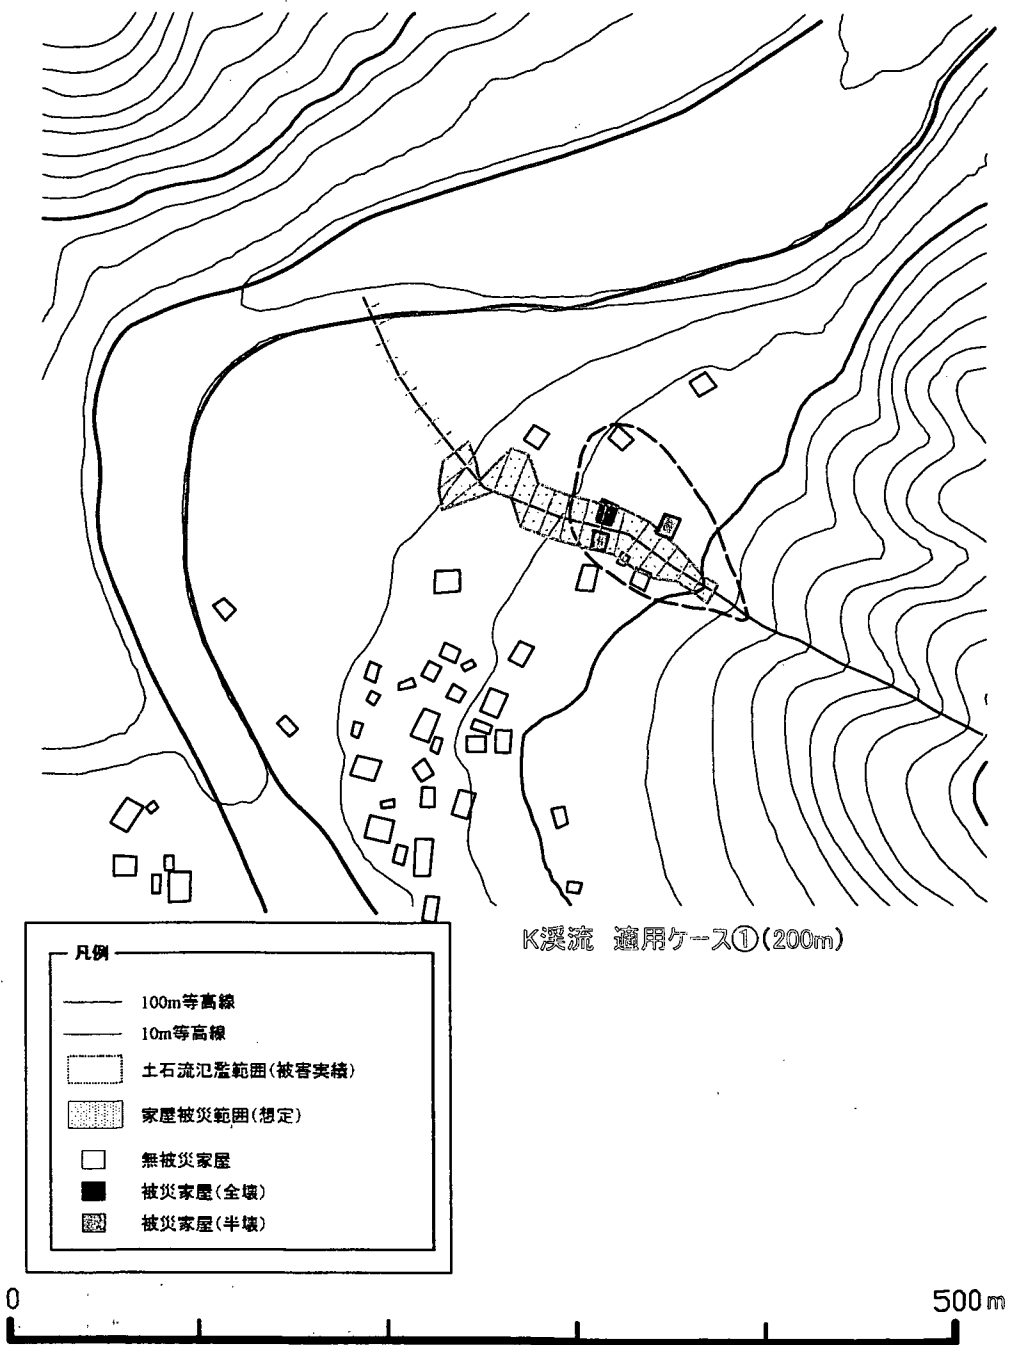 K渓流 適用ケース①(200m)
凡例
100m等高線
10m等高線
土石流氾濫範囲(被害実績)
家屋被災範囲(想定)
無被災家屋
被災家屋(全壊)
被災家屋(半壊)
0 500m